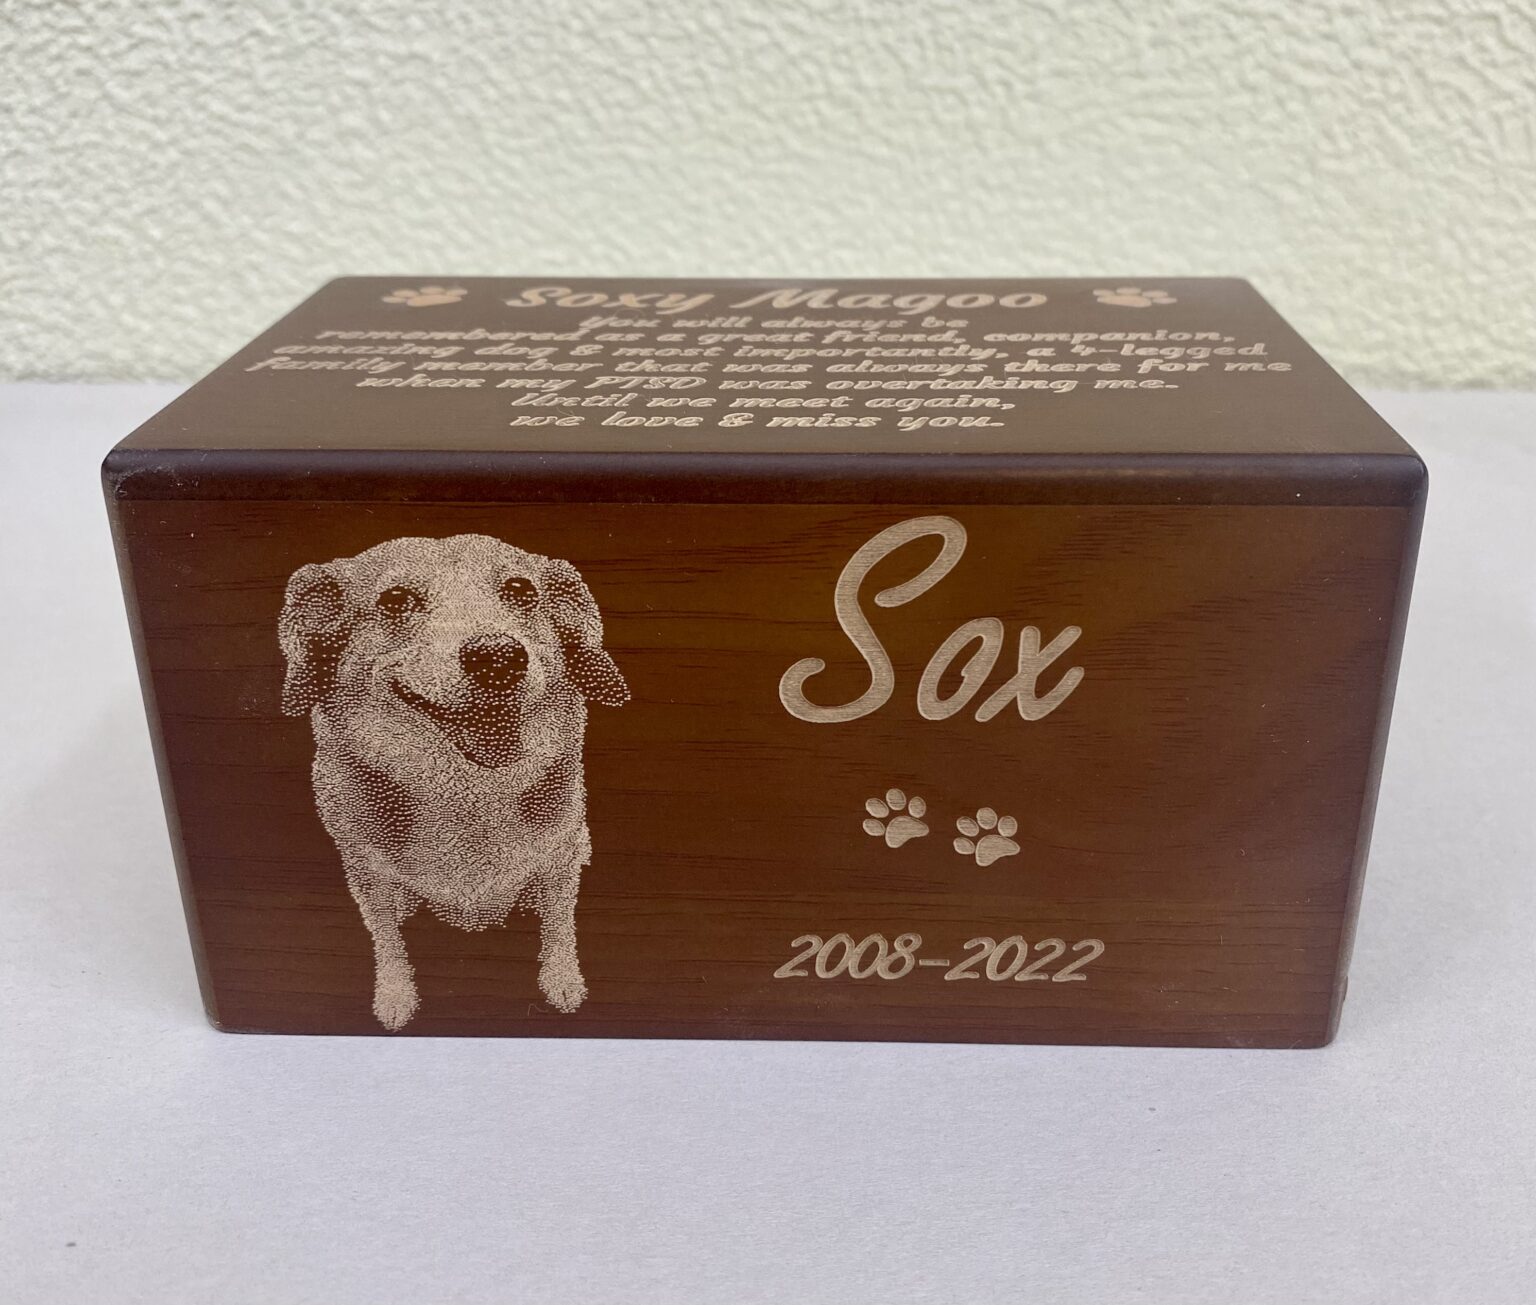 Soxy Magoo
You will always be
remembered as a great friend, companion,
amazing dog & most importantly, a 4-legged
family member that was always there for me
when my PTSD was overtaking me.
Until we meet again,
we love & miss you.
Sox
2008-2022